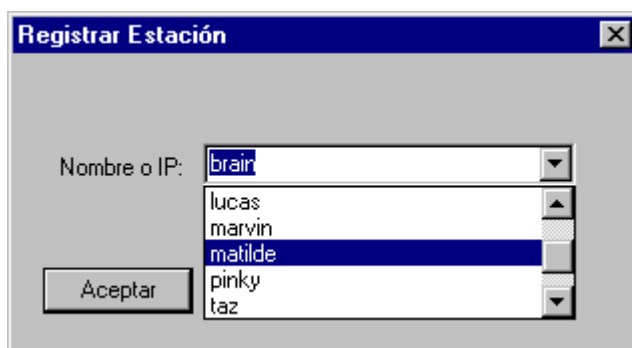 Registrar Estación
Nombre o IP: brain
lucas
marvin
matilde
pinky
Aceptar
taz